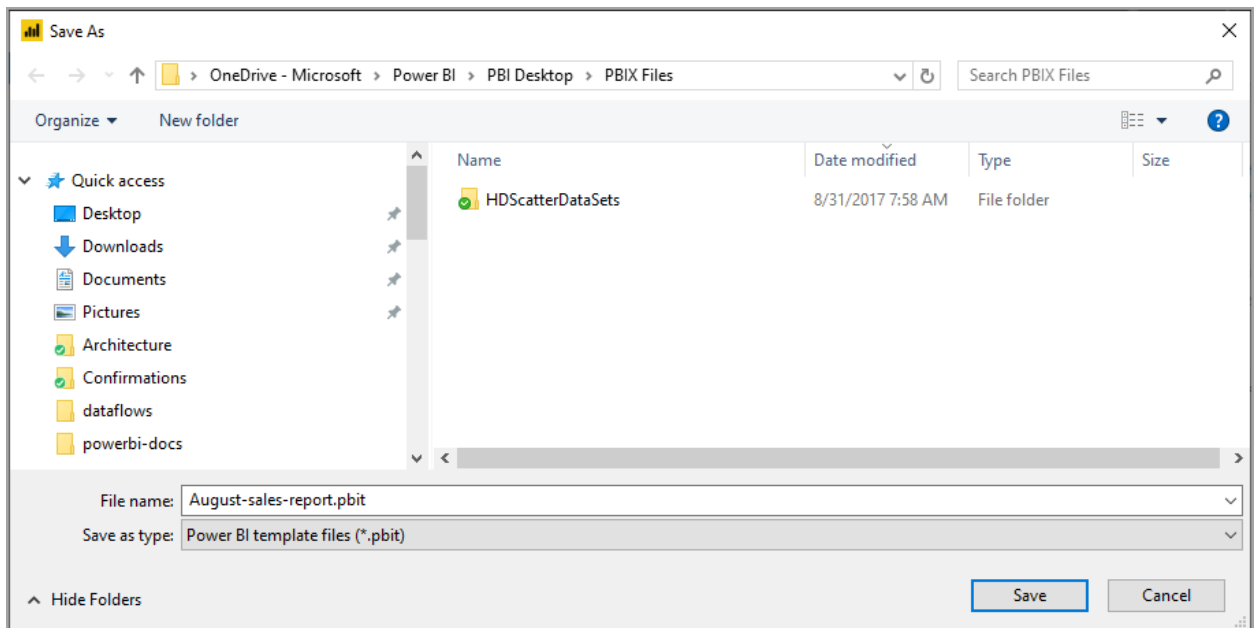 Save As
OneDrive - Microsoft > Power BI > PBI Desktop > PBIX Files
Search PBIX Files
Organize
New folder
Name
Date modified
Type
Size
Quick access
Desktop
Downloads
Documents
Pictures
Architecture
Confirmations
dataflows
powerbi-docs
HDScatterDataSets
8/31/2017 7:58 AM
File folder
File name:
August-sales-report.pbit
Save as type:
Power BI template files (*.pbit)
Hide Folders
Save
Cancel